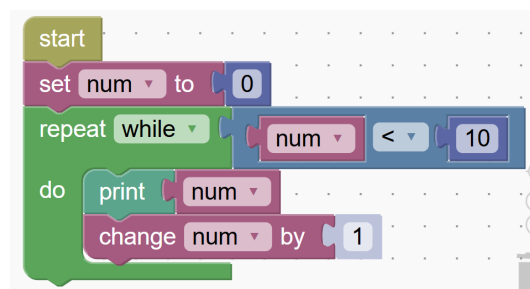 start
set num to 0
repeat while num < 10
do print num
change num by 1